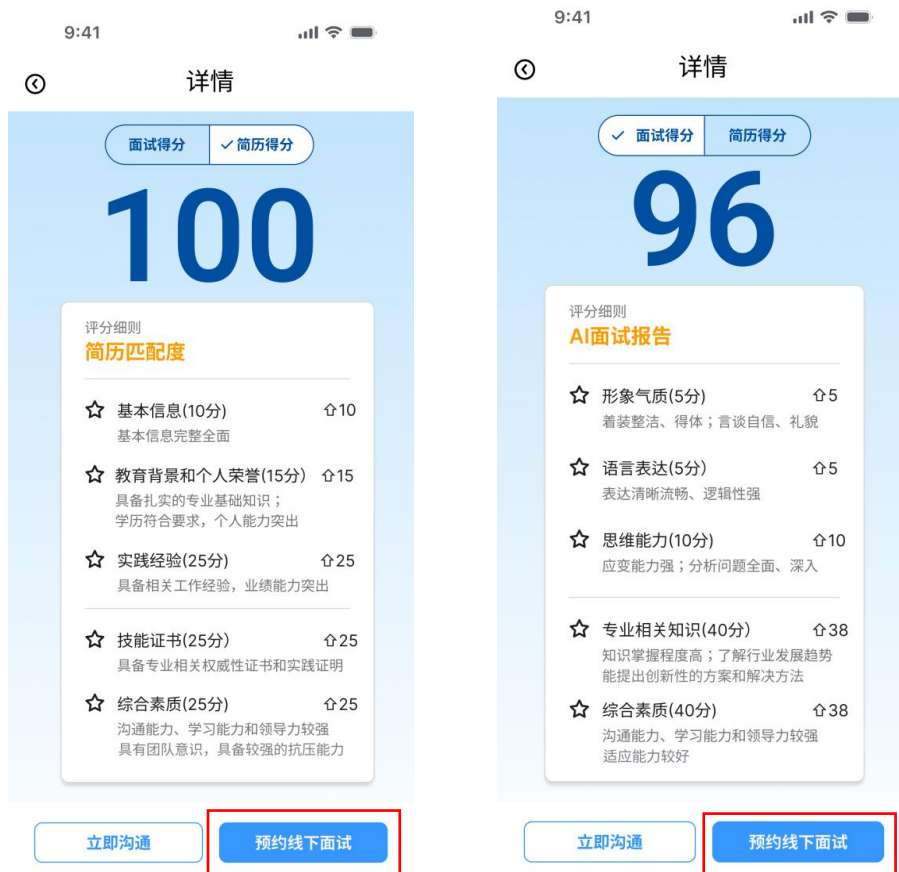 9:41
详情
面试得分 简历得分
100
评分细则
简历匹配度
基本信息(10分) 10
基本信息完整全面
教育背景和个人荣誉(15分) 15
具备扎实的专业基础知识；
学历符合要求，个人能力突出
实践经验(25分) 25
具备相关工作经验，业绩能力突出
技能证书(25分) 25
具备专业相关权威性证书和实践证明
综合素质(25分) 25
沟通能力、学习能力和领导力较强
具有团队意识，具备较强的抗压能力
立即沟通 预约线下面试
9:41
详情
面试得分 简历得分
96
评分细则
AI面试报告
形象气质(5分) 5
着装整洁、得体；言谈自信、礼貌
语言表达(5分) 5
表达清晰流畅、逻辑性强
思维能力(10分) 10
应变能力强；分析问题全面、深入
专业相关知识(40分) 38
知识掌握程度高；了解行业发展趋势
能提出创新性的方案和解决方法
综合素质(40分) 38
沟通能力、学习能力和领导力较强
适应能力较好
立即沟通 预约线下面试